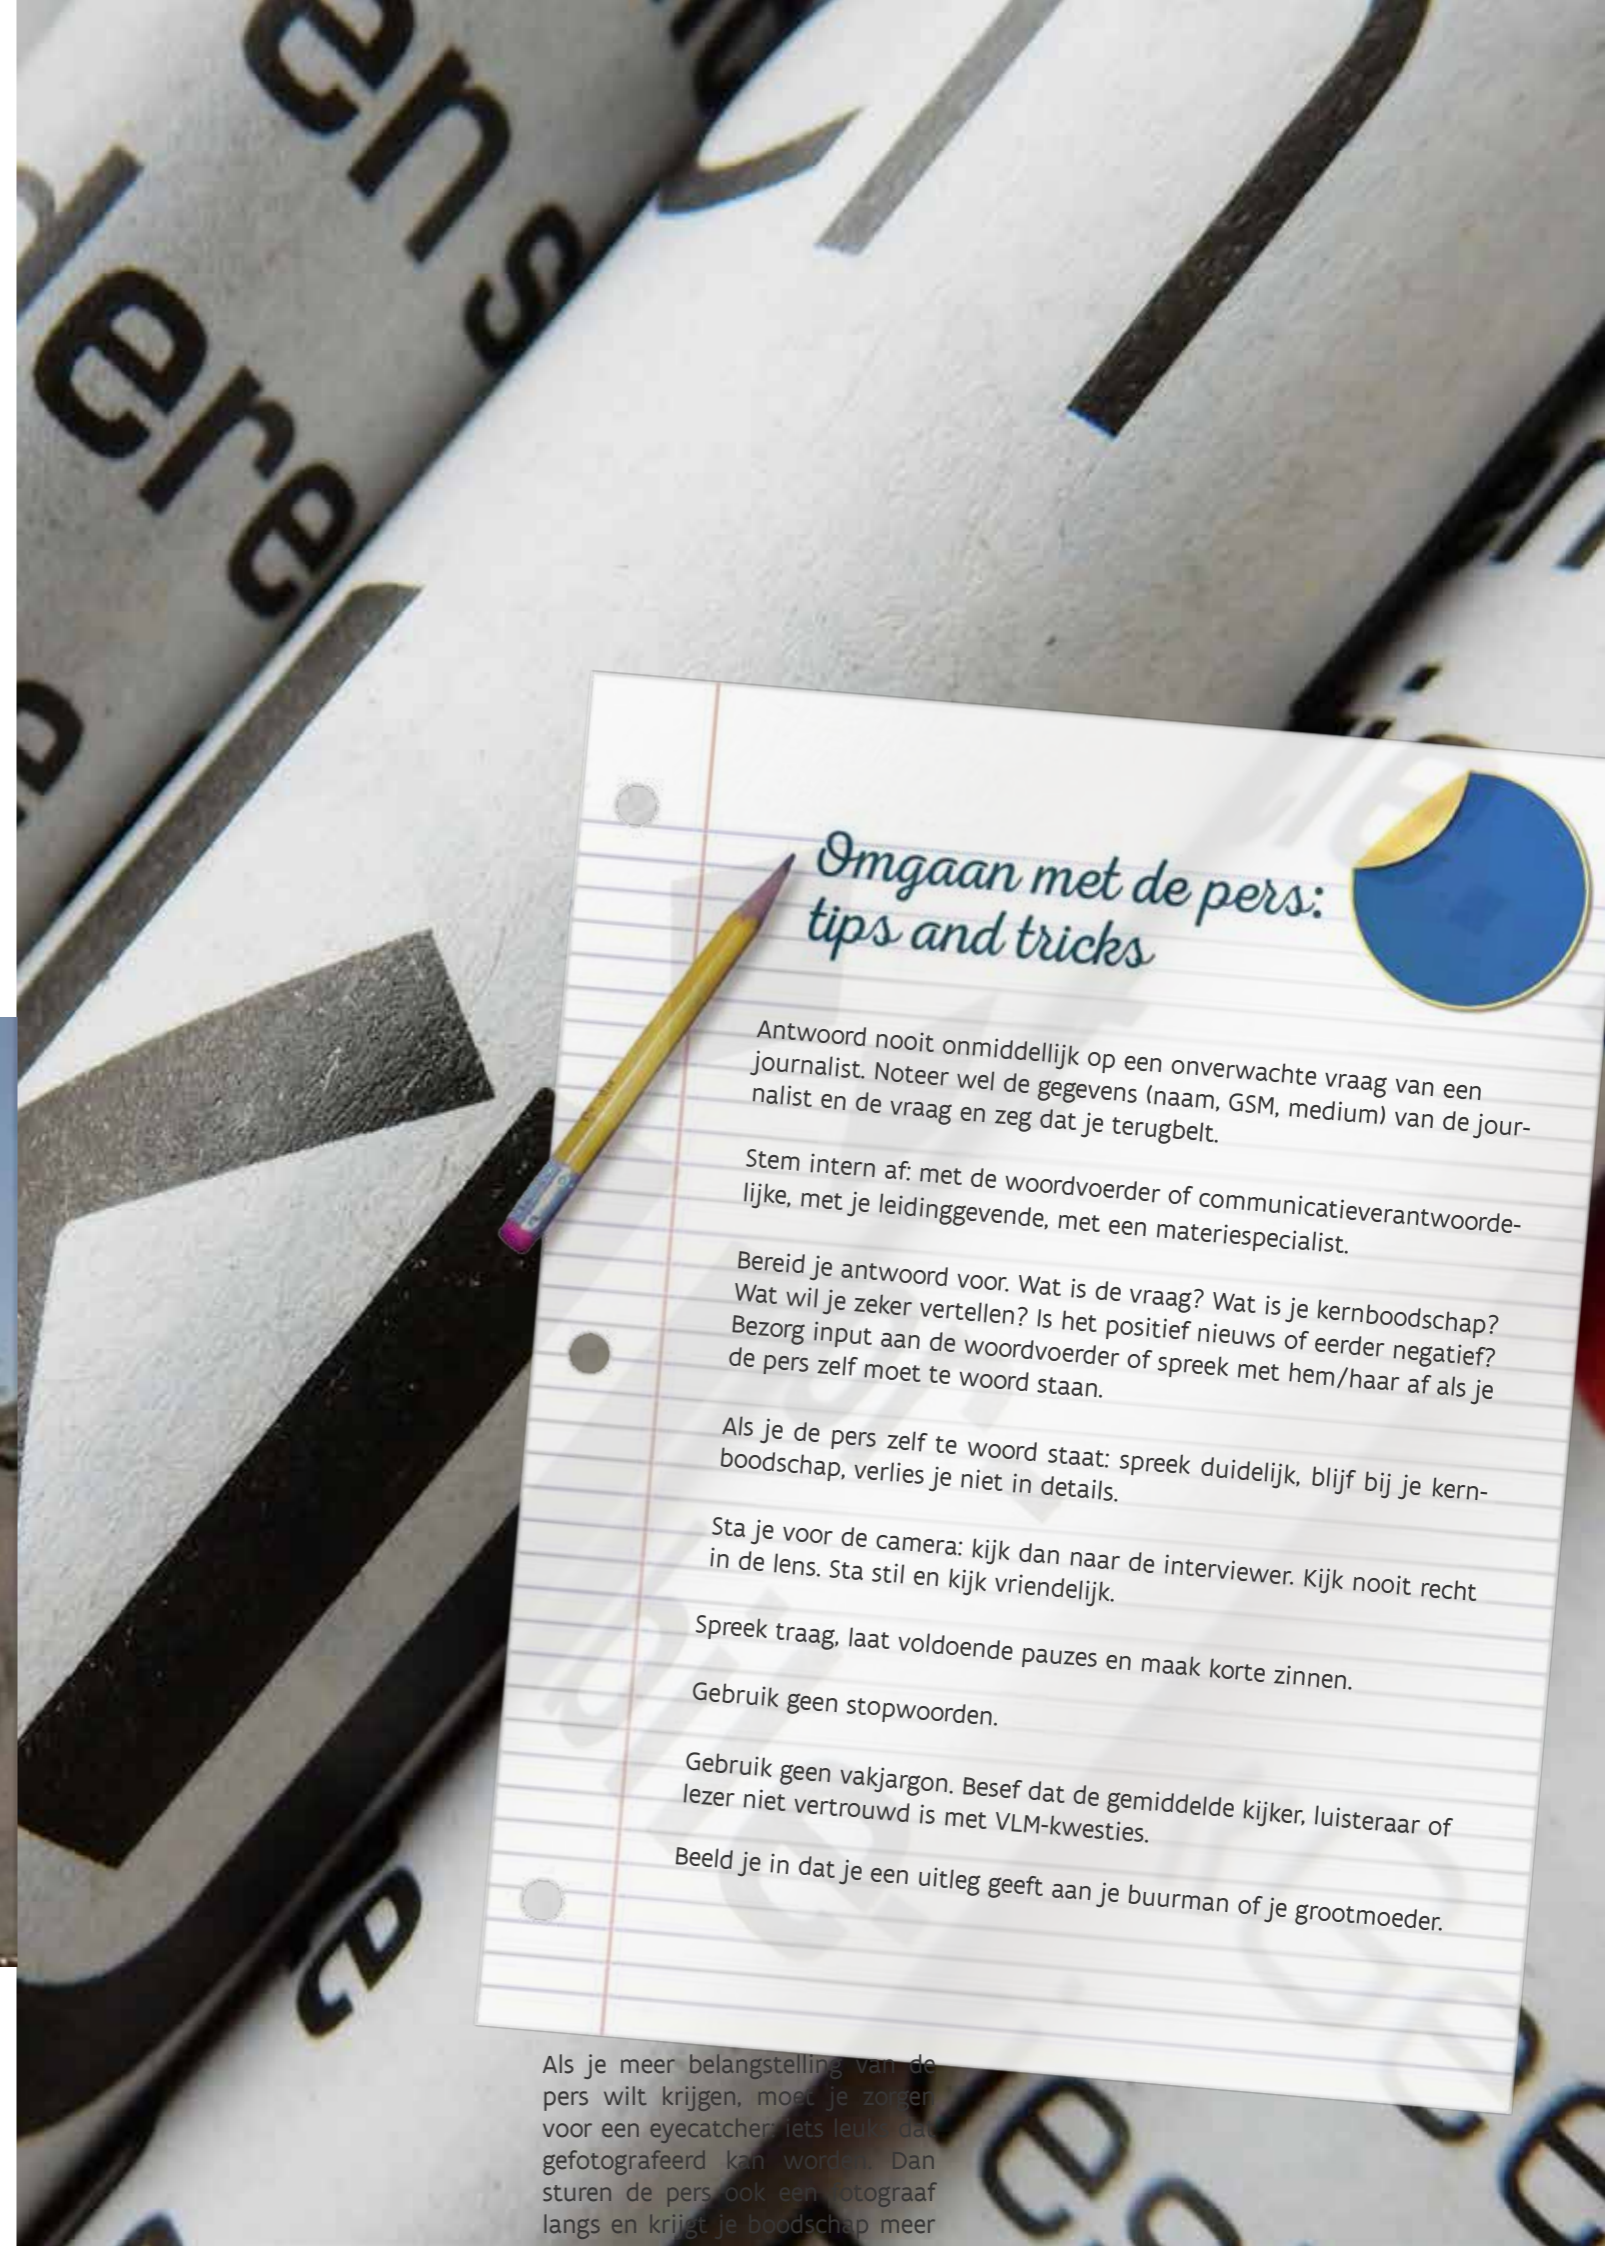 en
s
d
ere
e
e
Omgaan met de pers:
tips and tricks
Antwoord nooit onmiddellijk op een onverwachte vraag van een
journalist. Noteer wel de gegevens (naam, GSM, medium) van de jour-
nalist en de vraag en zeg dat je terugbelt.
Stem intern af: met de woordvoerder of communicatieverantwoorde-
lijke, met je leidinggevende, met een materiespecialist.
Bereid je antwoord voor. Wat is de vraag? Wat is je kernboodschap?
Wat wil je zeker vertellen? Is het positief nieuws of eerder negatief?
Bezorg input aan de woordvoerder of spreek met hem/haar af als je
de pers zelf moet te woord staan.
Als je de pers zelf te woord staat: spreek duidelijk, blijf bij je kern-
boodschap, verlies je niet in details.
Sta je voor de camera: kijk dan naar de interviewer. Kijk nooit recht
in de lens. Sta stil en kijk vriendelijk.
Spreek traag, laat voldoende pauzes en maak korte zinnen.
Gebruik geen stopwoorden.
Gebruik geen vakjargon. Besef dat de gemiddelde kijker, luisteraar of
lezer niet vertrouwd is met VLM-kwesties.
Beeld je in dat je een uitleg geeft aan je buurman of je grootmoeder.
Als je meer belangstelling van de
pers wilt krijgen, moet je zorgen
voor een eyecatcher: iets leuks dat
gefotografeerd kan worden. Dan
sturen de pers ook een fotograaf
langs en krijgt je boodschap meer